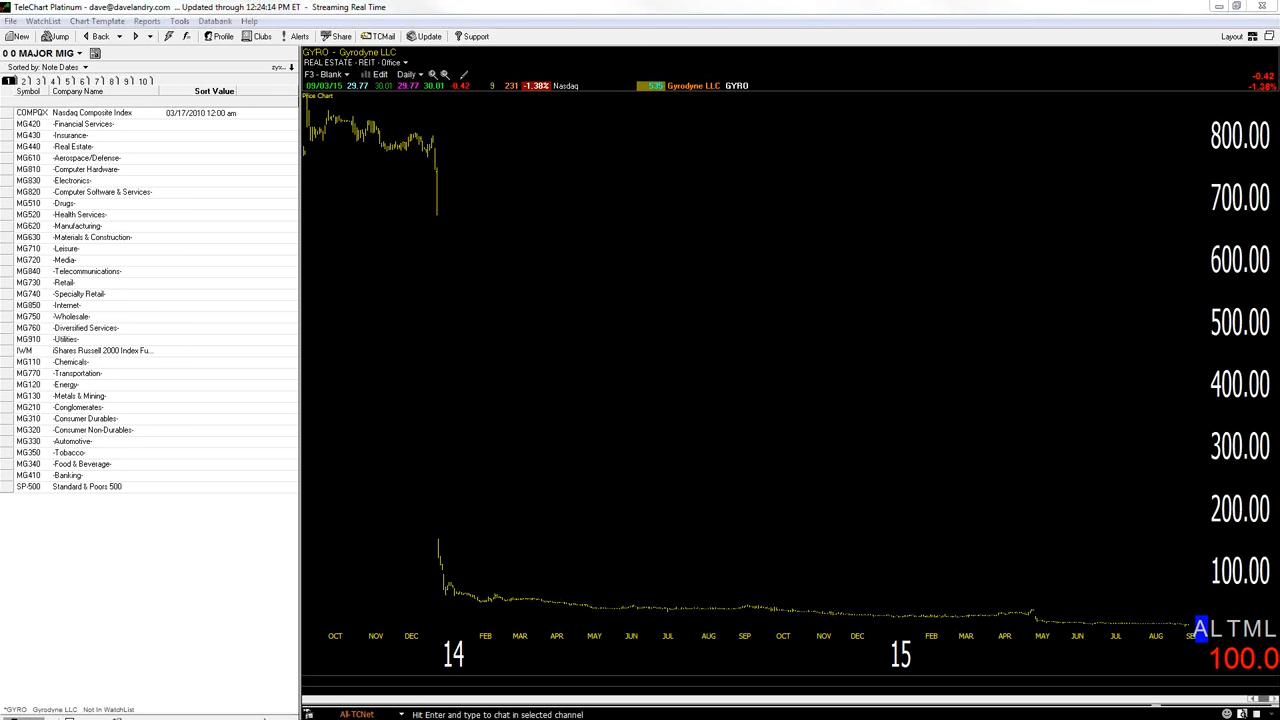 TeleChart Platinum - dave@davelandry.com ... Updated through 12:24:14 PM ET - Streaming Real Time
File WatchList Chart Template Reports Tools Databank Help
New Jump Back Profile Clubs Alerts Share TCMail Update Support Layout
0 0 MAJOR MIG
Sorted by: Note Dates
1 2 3 4 5 6 7 8 9 10
Symbol Company Name Sort Value
COMPQX Nasdaq Composite Index 03/17/2010 12:00 am
MG420 -Financial Services-
MG430 -Insurance-
MG440 -Real Estate-
MG610 -Aerospace/Defense-
MG810 -Computer Hardware-
MG830 -Electronics-
MG820 -Computer Software & Services-
MG510 -Drugs-
MG520 -Health Services-
MG620 -Manufacturing-
MG630 -Materials & Construction-
MG710 -Leisure-
MG720 -Media-
MG840 -Telecommunications-
MG730 -Retail-
MG740 -Specialty Retail-
MG850 -Internet-
MG750 -Wholesale-
MG760 -Diversified Services-
MG910 -Utilities-
IWM iShares Russell 2000 Index Fu...
MG110 -Chemicals-
MG770 -Transportation-
MG120 -Energy-
MG130 -Metals & Mining-
MG210 -Conglomerates-
MG310 -Consumer Durables-
MG320 -Consumer Non-Durables-
MG330 -Automotive-
MG350 -Tobacco-
MG340 -Food & Beverage-
MG410 -Banking-
SP-500 Standard & Poors 500
*GYRO Gyrodyne LLC Not In WatchList
GYRO - Gyrodyne LLC
REAL ESTATE - REIT - Office
F3 - Blank Edit Daily
09/03/15 29.77 30.01 29.77 30.01 -0.42 9 231 -1.38% Nasdaq Gyrodyne LLC GYRO
-0.42
-1.38%
Price Chart
800.00
700.00
600.00
500.00
400.00
300.00
200.00
100.00
ALTML
100.0
OCT NOV DEC FEB MAR APR MAY JUN JUL AUG SEP OCT NOV DEC FEB MAR APR MAY JUN JUL AUG
14 15
All-TCNet Hit Enter and type to chat in selected channel